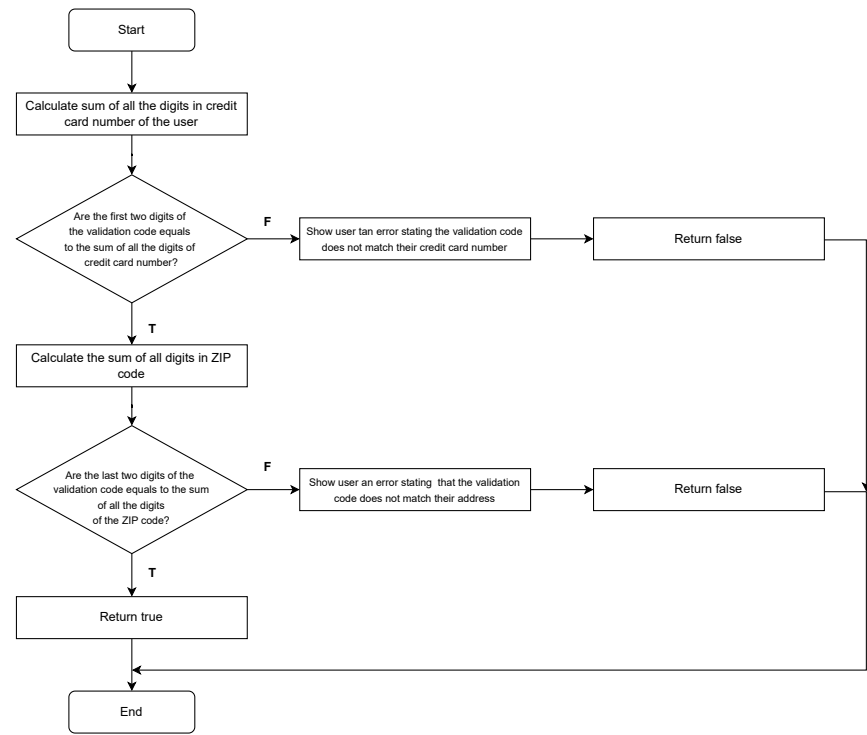 Start
Calculate sum of all the digits in credit
card number of the user
Are the first two digits of
the validation code equals
to the sum of all the digits of
credit card number?
F
Show user tan error stating the validation code
does not match their credit card number
Return false
T
Calculate the sum of all digits in ZIP
code
Are the last two digits of the
validation code equals to the sum
of all the digits
of the ZIP code?
F
Show user an error stating  that the validation
code does not match their address
Return false
T
Return true
End